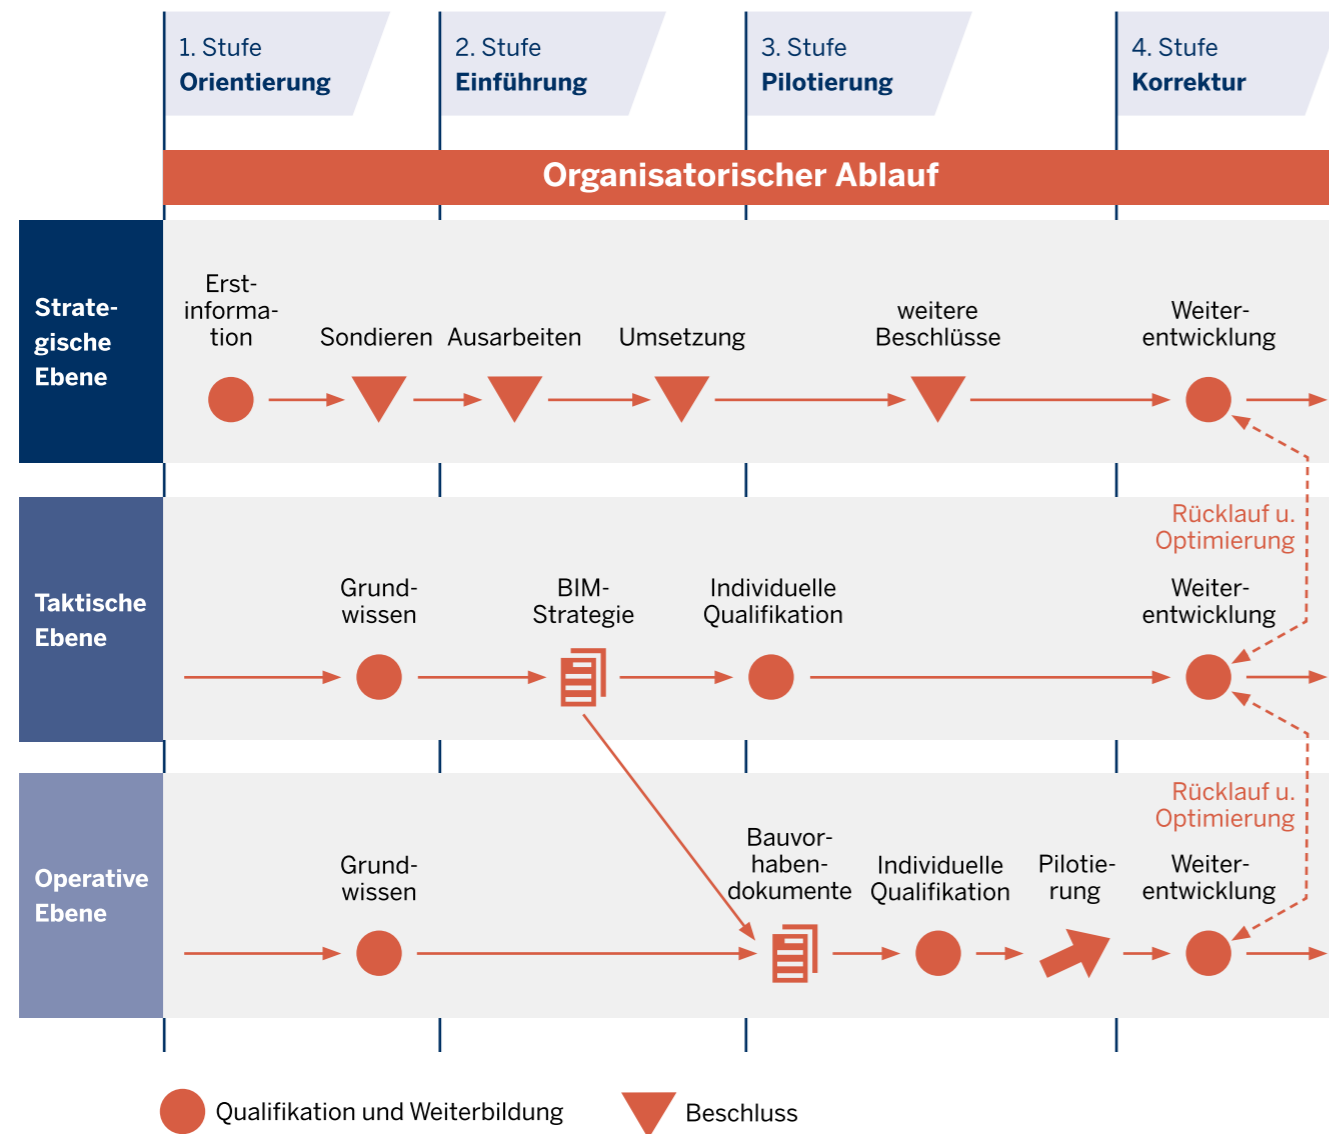 1. Stufe
Orientierung
2. Stufe
Einführung
3. Stufe
Pilotierung
4. Stufe
Korrektur
Organisatorischer Ablauf
Strate-
gische
Ebene
Erst-
informa-
tion
Sondieren
Ausarbeiten
Umsetzung
weitere
Beschlüsse
Weiter-
entwicklung
Rücklauf u.
Optimierung
Taktische
Ebene
Grund-
wissen
BIM-
Strategie
Individuelle
Qualifikation
Weiter-
entwicklung
Rücklauf u.
Optimierung
Operative
Ebene
Grund-
wissen
Bauvor-
haben-
dokumente
Individuelle
Qualifikation
Pilotie-
rung
Weiter-
entwicklung
Qualifikation und Weiterbildung
Beschluss